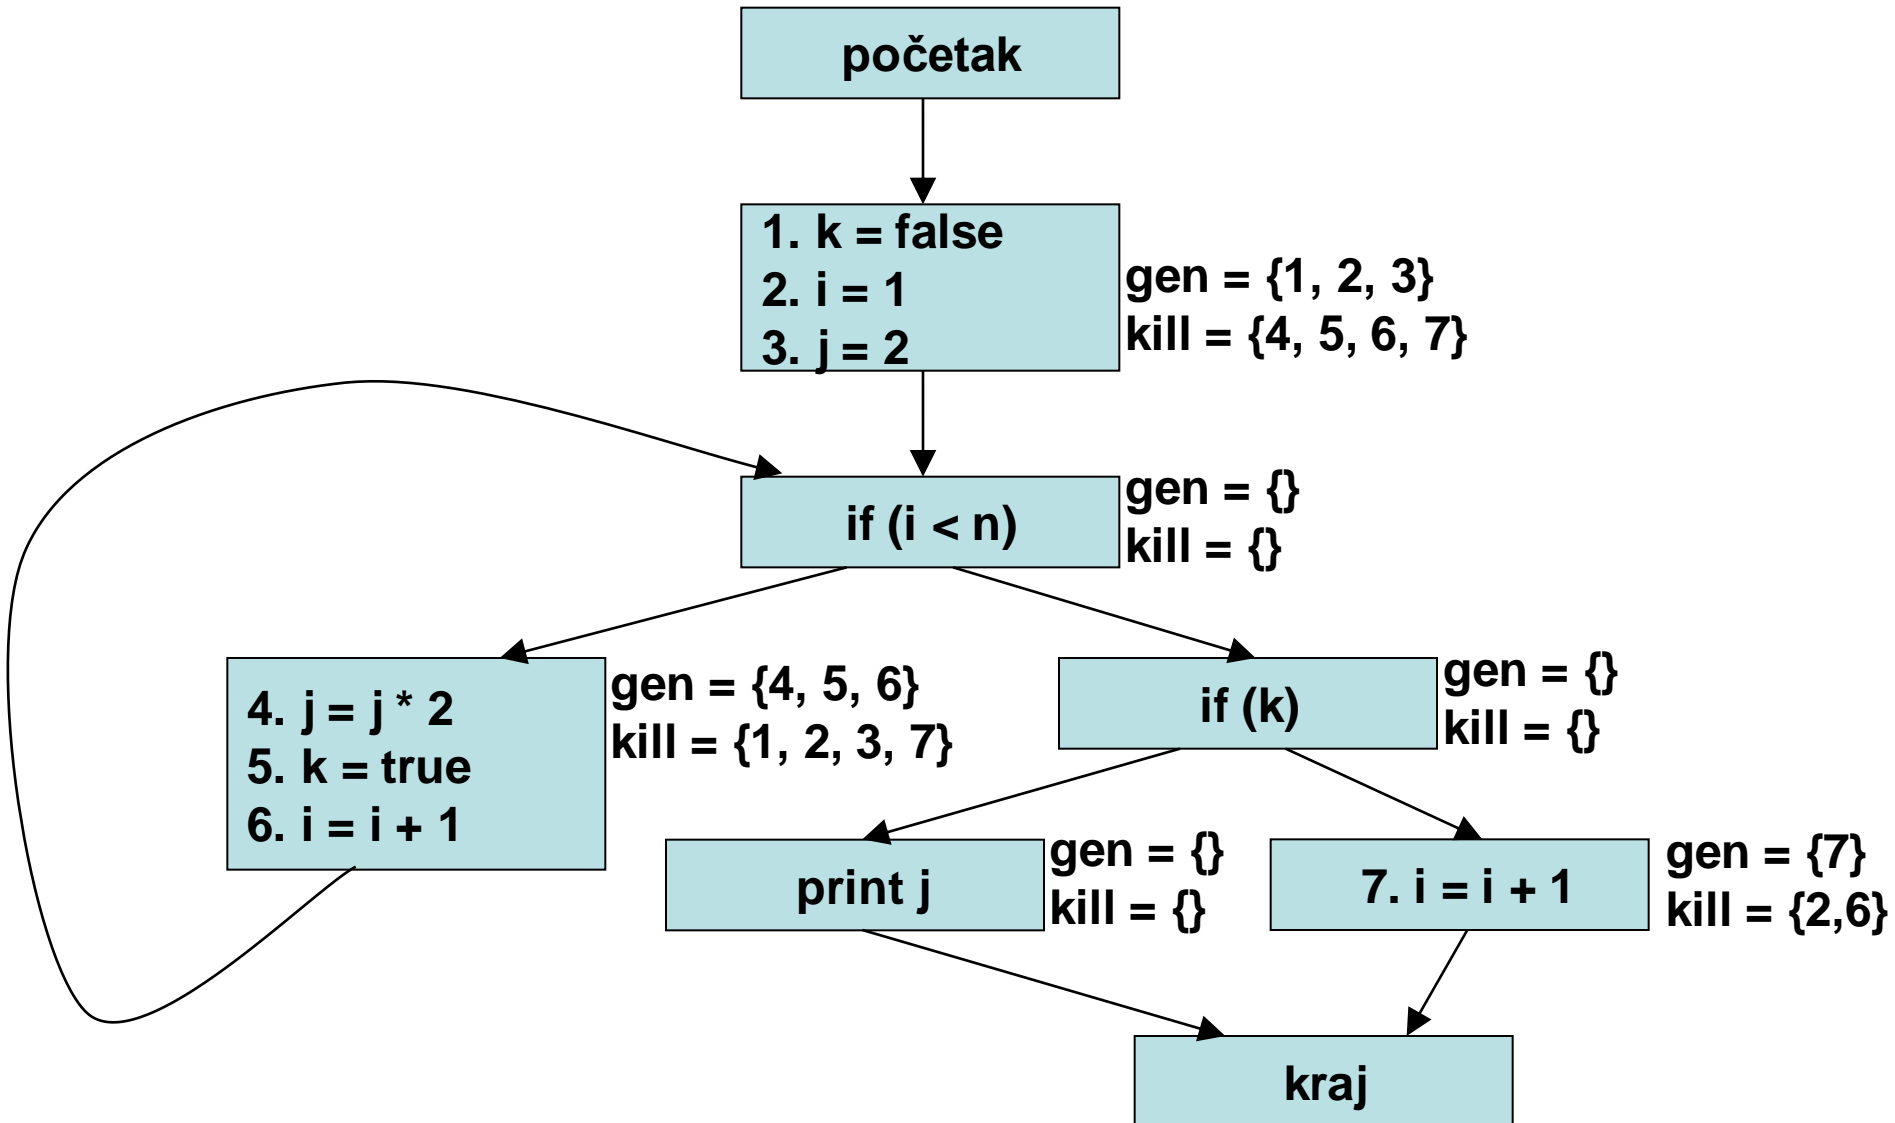 početak
1. k = false
2. i = 1
3. j = 2
gen = {1, 2, 3}
kill = {4, 5, 6, 7}
if (i < n)
gen = {}
kill = {}
4. j = j * 2
5. k = true
6. i = i + 1
gen = {4, 5, 6}
kill = {1, 2, 3, 7}
if (k)
gen = {}
kill = {}
print j
gen = {}
kill = {}
7. i = i + 1
gen = {7}
kill = {2,6}
kraj